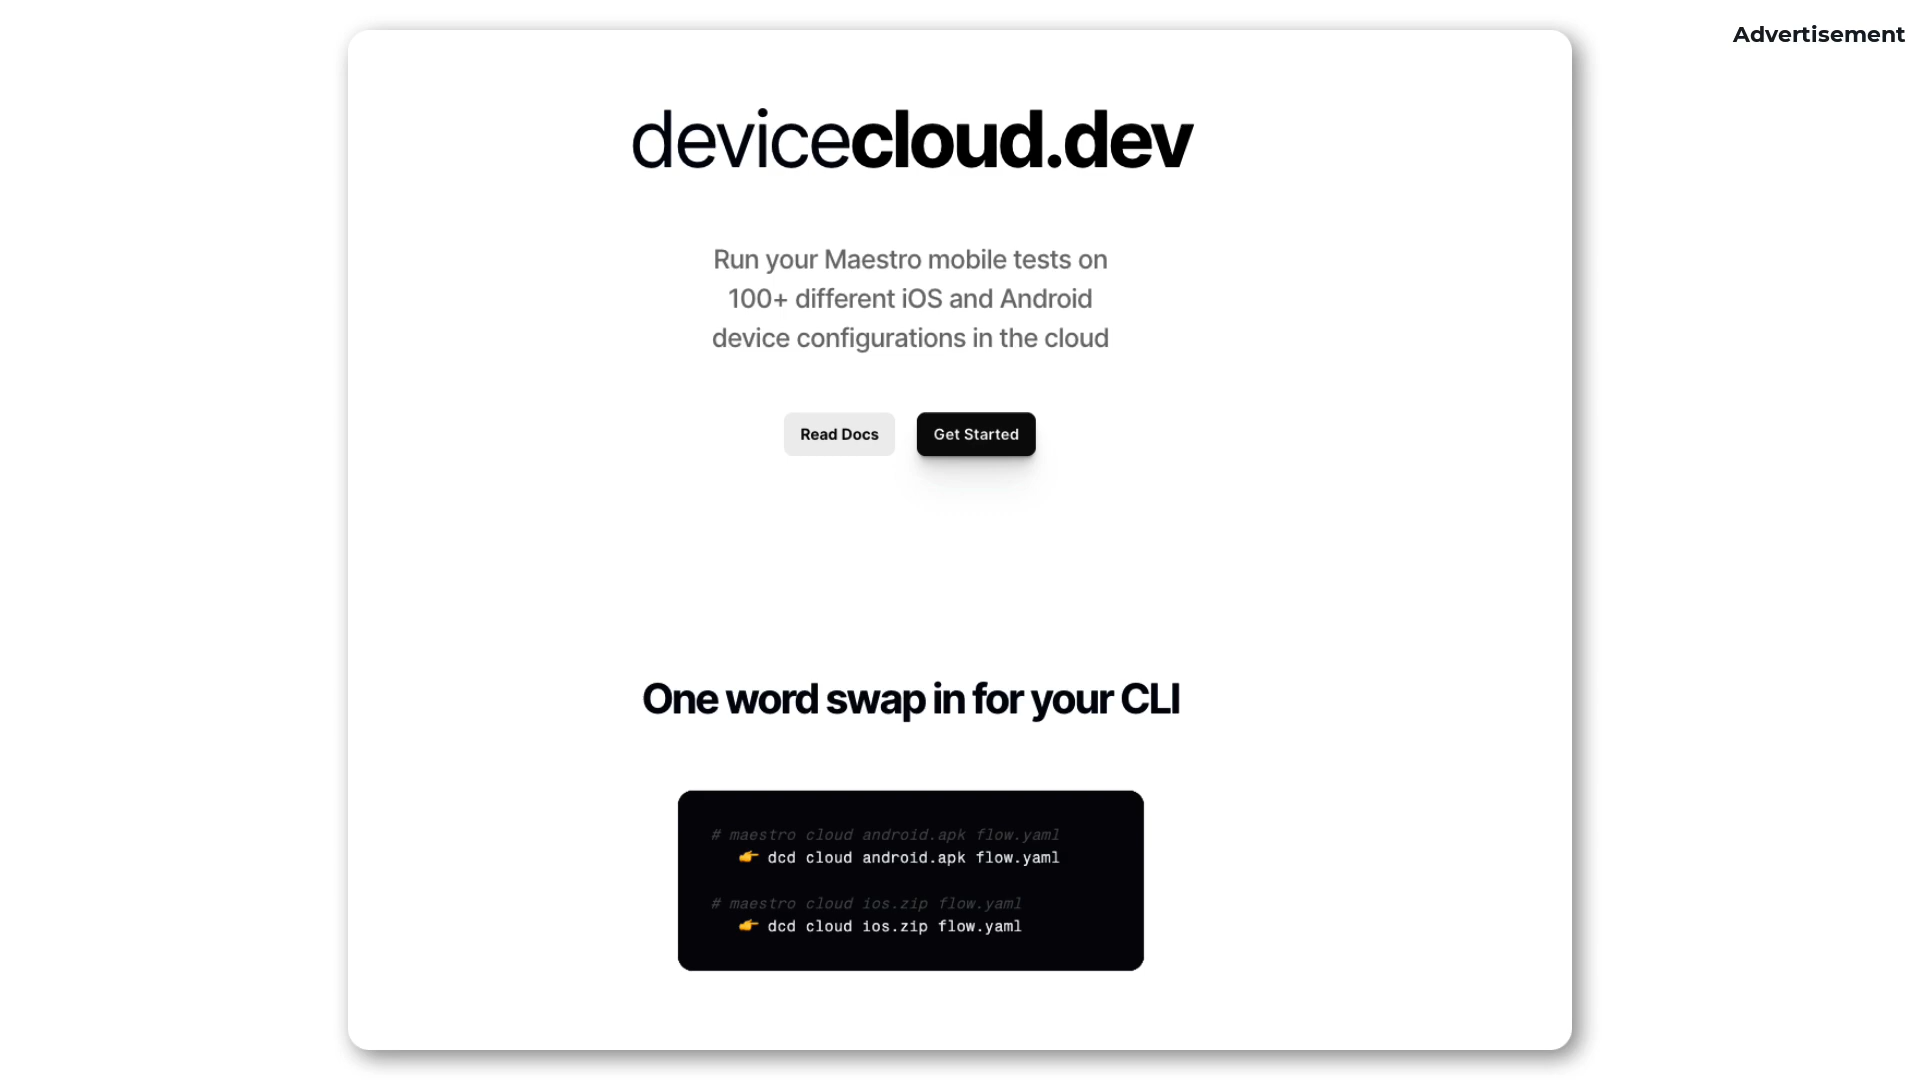 Advertisement
devicecloud.dev
Run your Maestro mobile tests on
100+ different iOS and Android
device configurations in the cloud
Read Docs
Get Started
One word swap in for your CLI
# maestro cloud android.apk flow.yaml
👉 dcd cloud android.apk flow.yaml
# maestro cloud ios.zip flow.yaml
👉 dcd cloud ios.zip flow.yaml